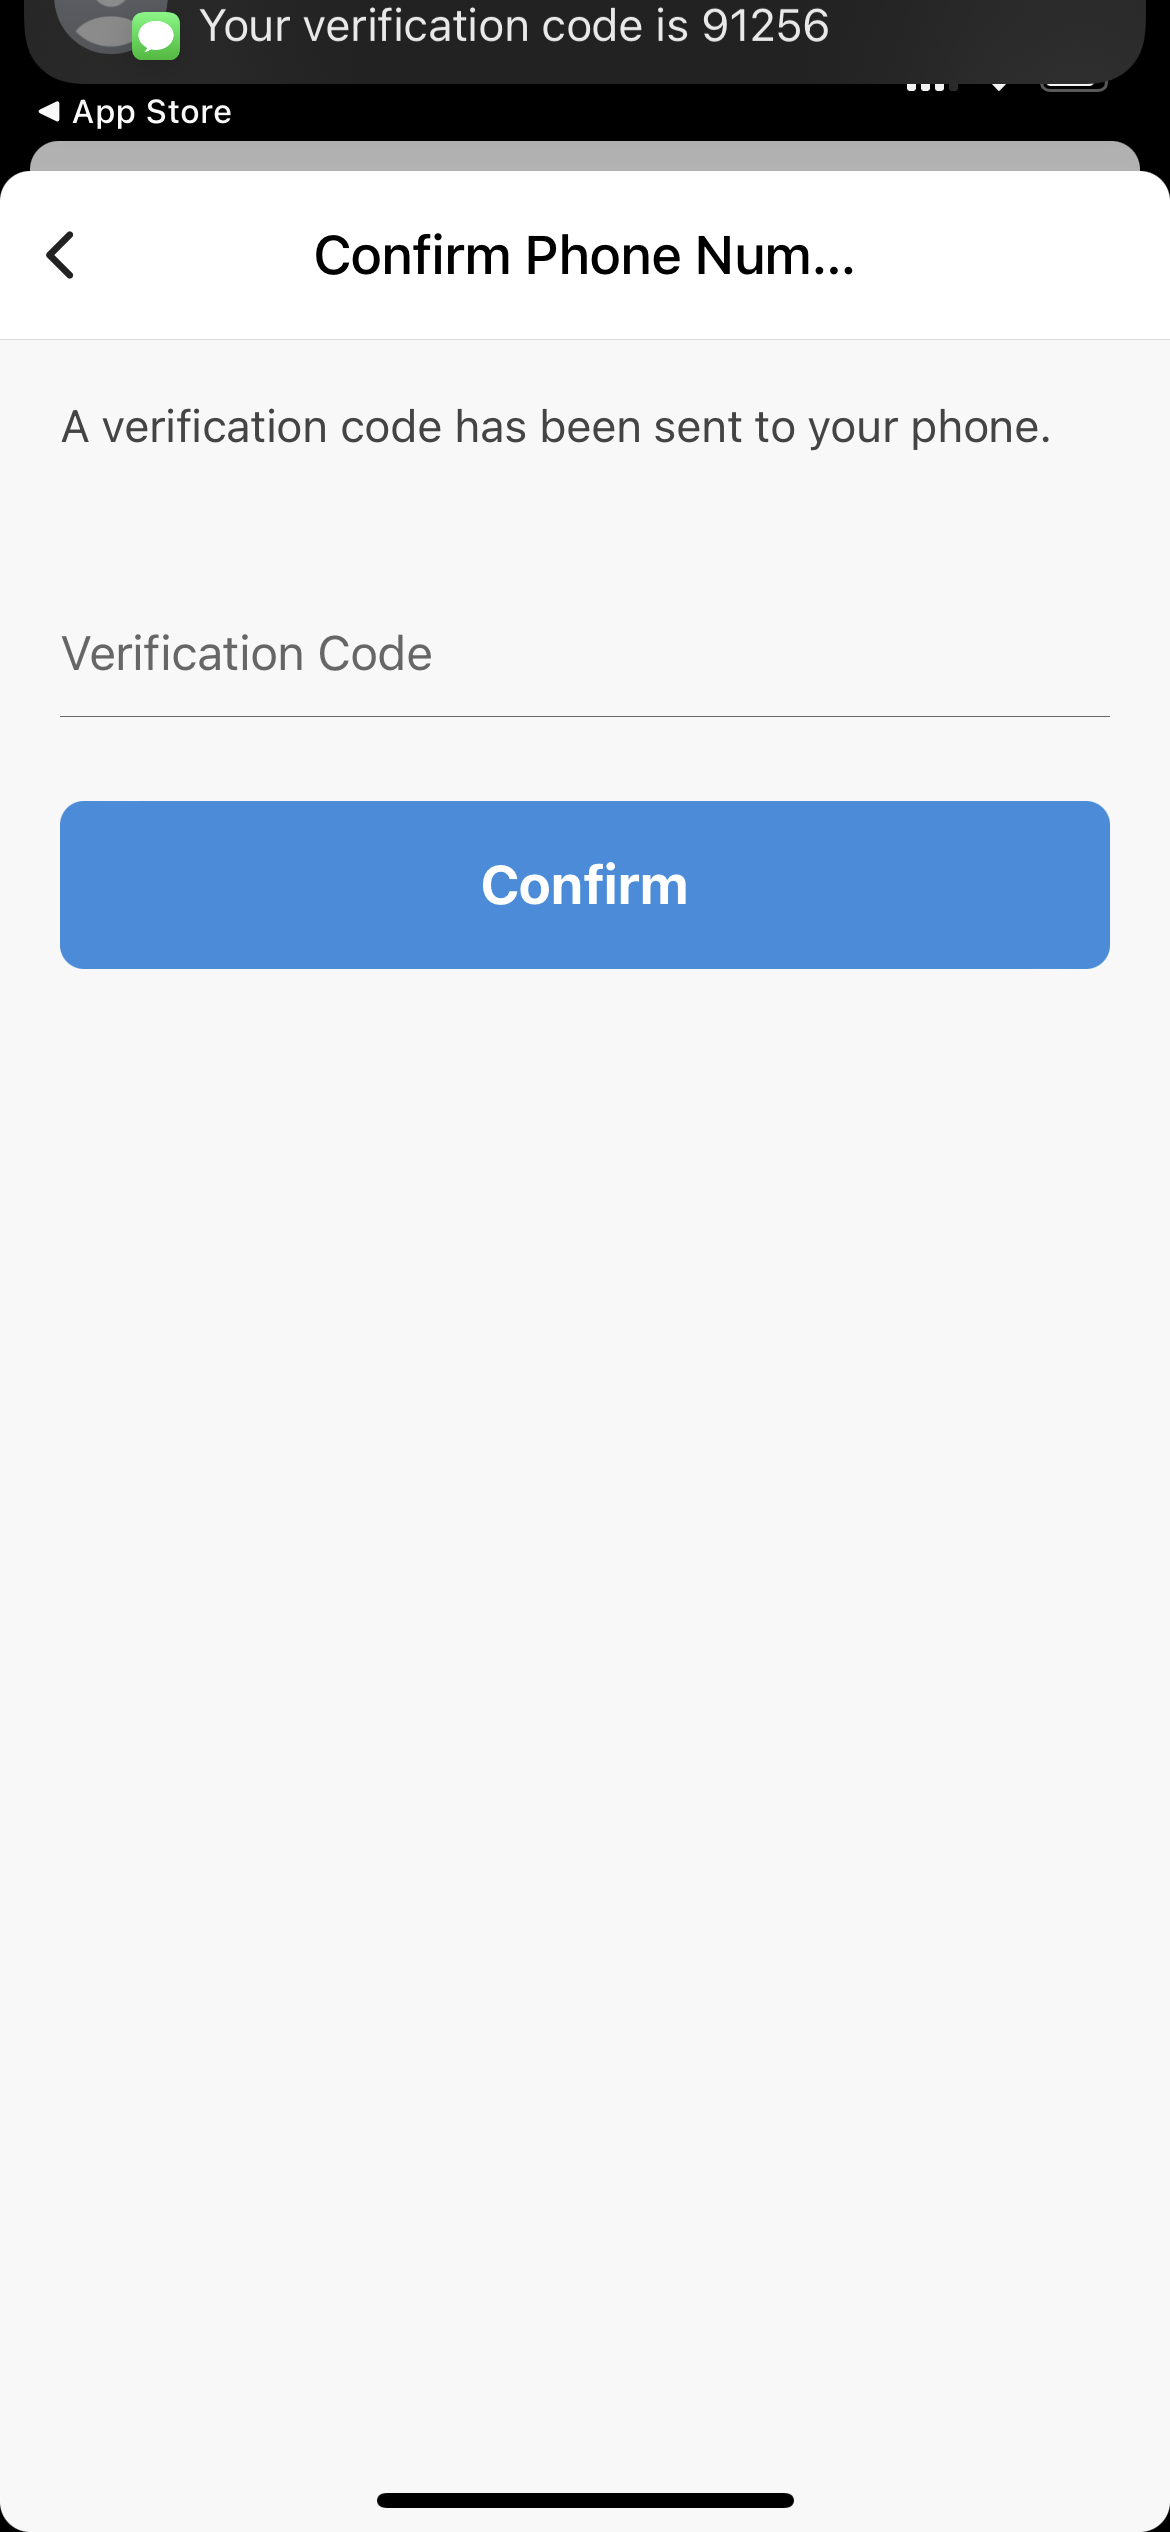 Your verification code is 91256
App Store
Confirm Phone Num...
A verification code has been sent to your phone.
Verification Code
Confirm